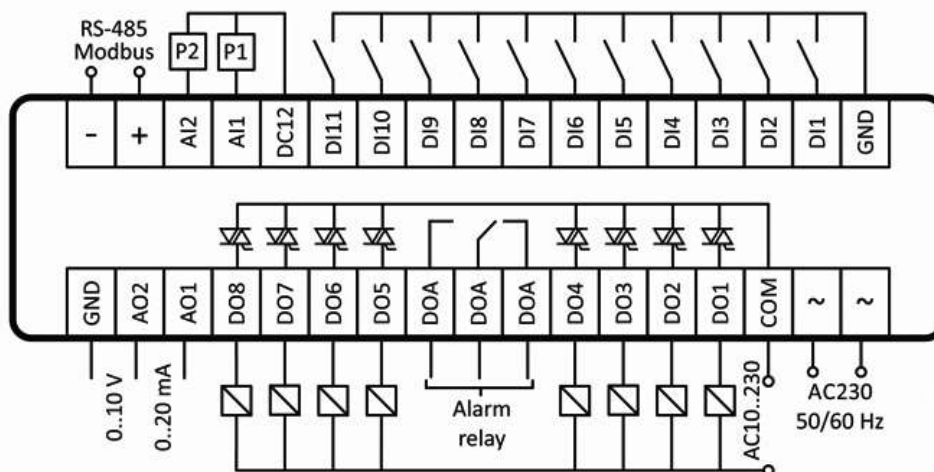 RS-485
Modbus
P2
P1
-
+
AI2
AI1
DC12
DI11
DI10
DI9
DI8
DI7
DI6
DI5
DI4
DI3
DI2
DI1
GND
GND
AO2
AO1
DO8
DO7
DO6
DO5
DOA
DOA
DOA
DO4
DO3
DO2
DO1
COM
~
~
0..10 V
0..20 mA
Alarm
relay
AC10..230
AC230
50/60 Hz